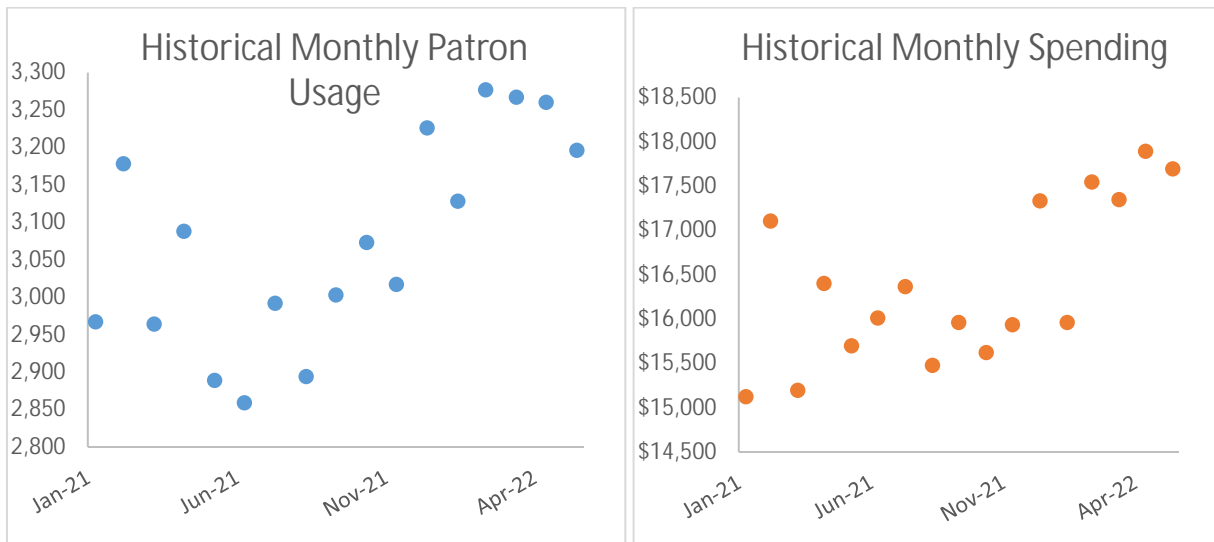 Historical Monthly Patron
Usage
3,300
3,250
3,200
3,150
3,100
3,050
3,000
2,950
2,900
2,850
2,800
Jan-21
Jun-21
Nov-21
Apr-22
Historical Monthly Spending
$18,500
$18,000
$17,500
$17,000
$16,500
$16,000
$15,500
$15,000
$14,500
Jan-21
Jun-21
Nov-21
Apr-22